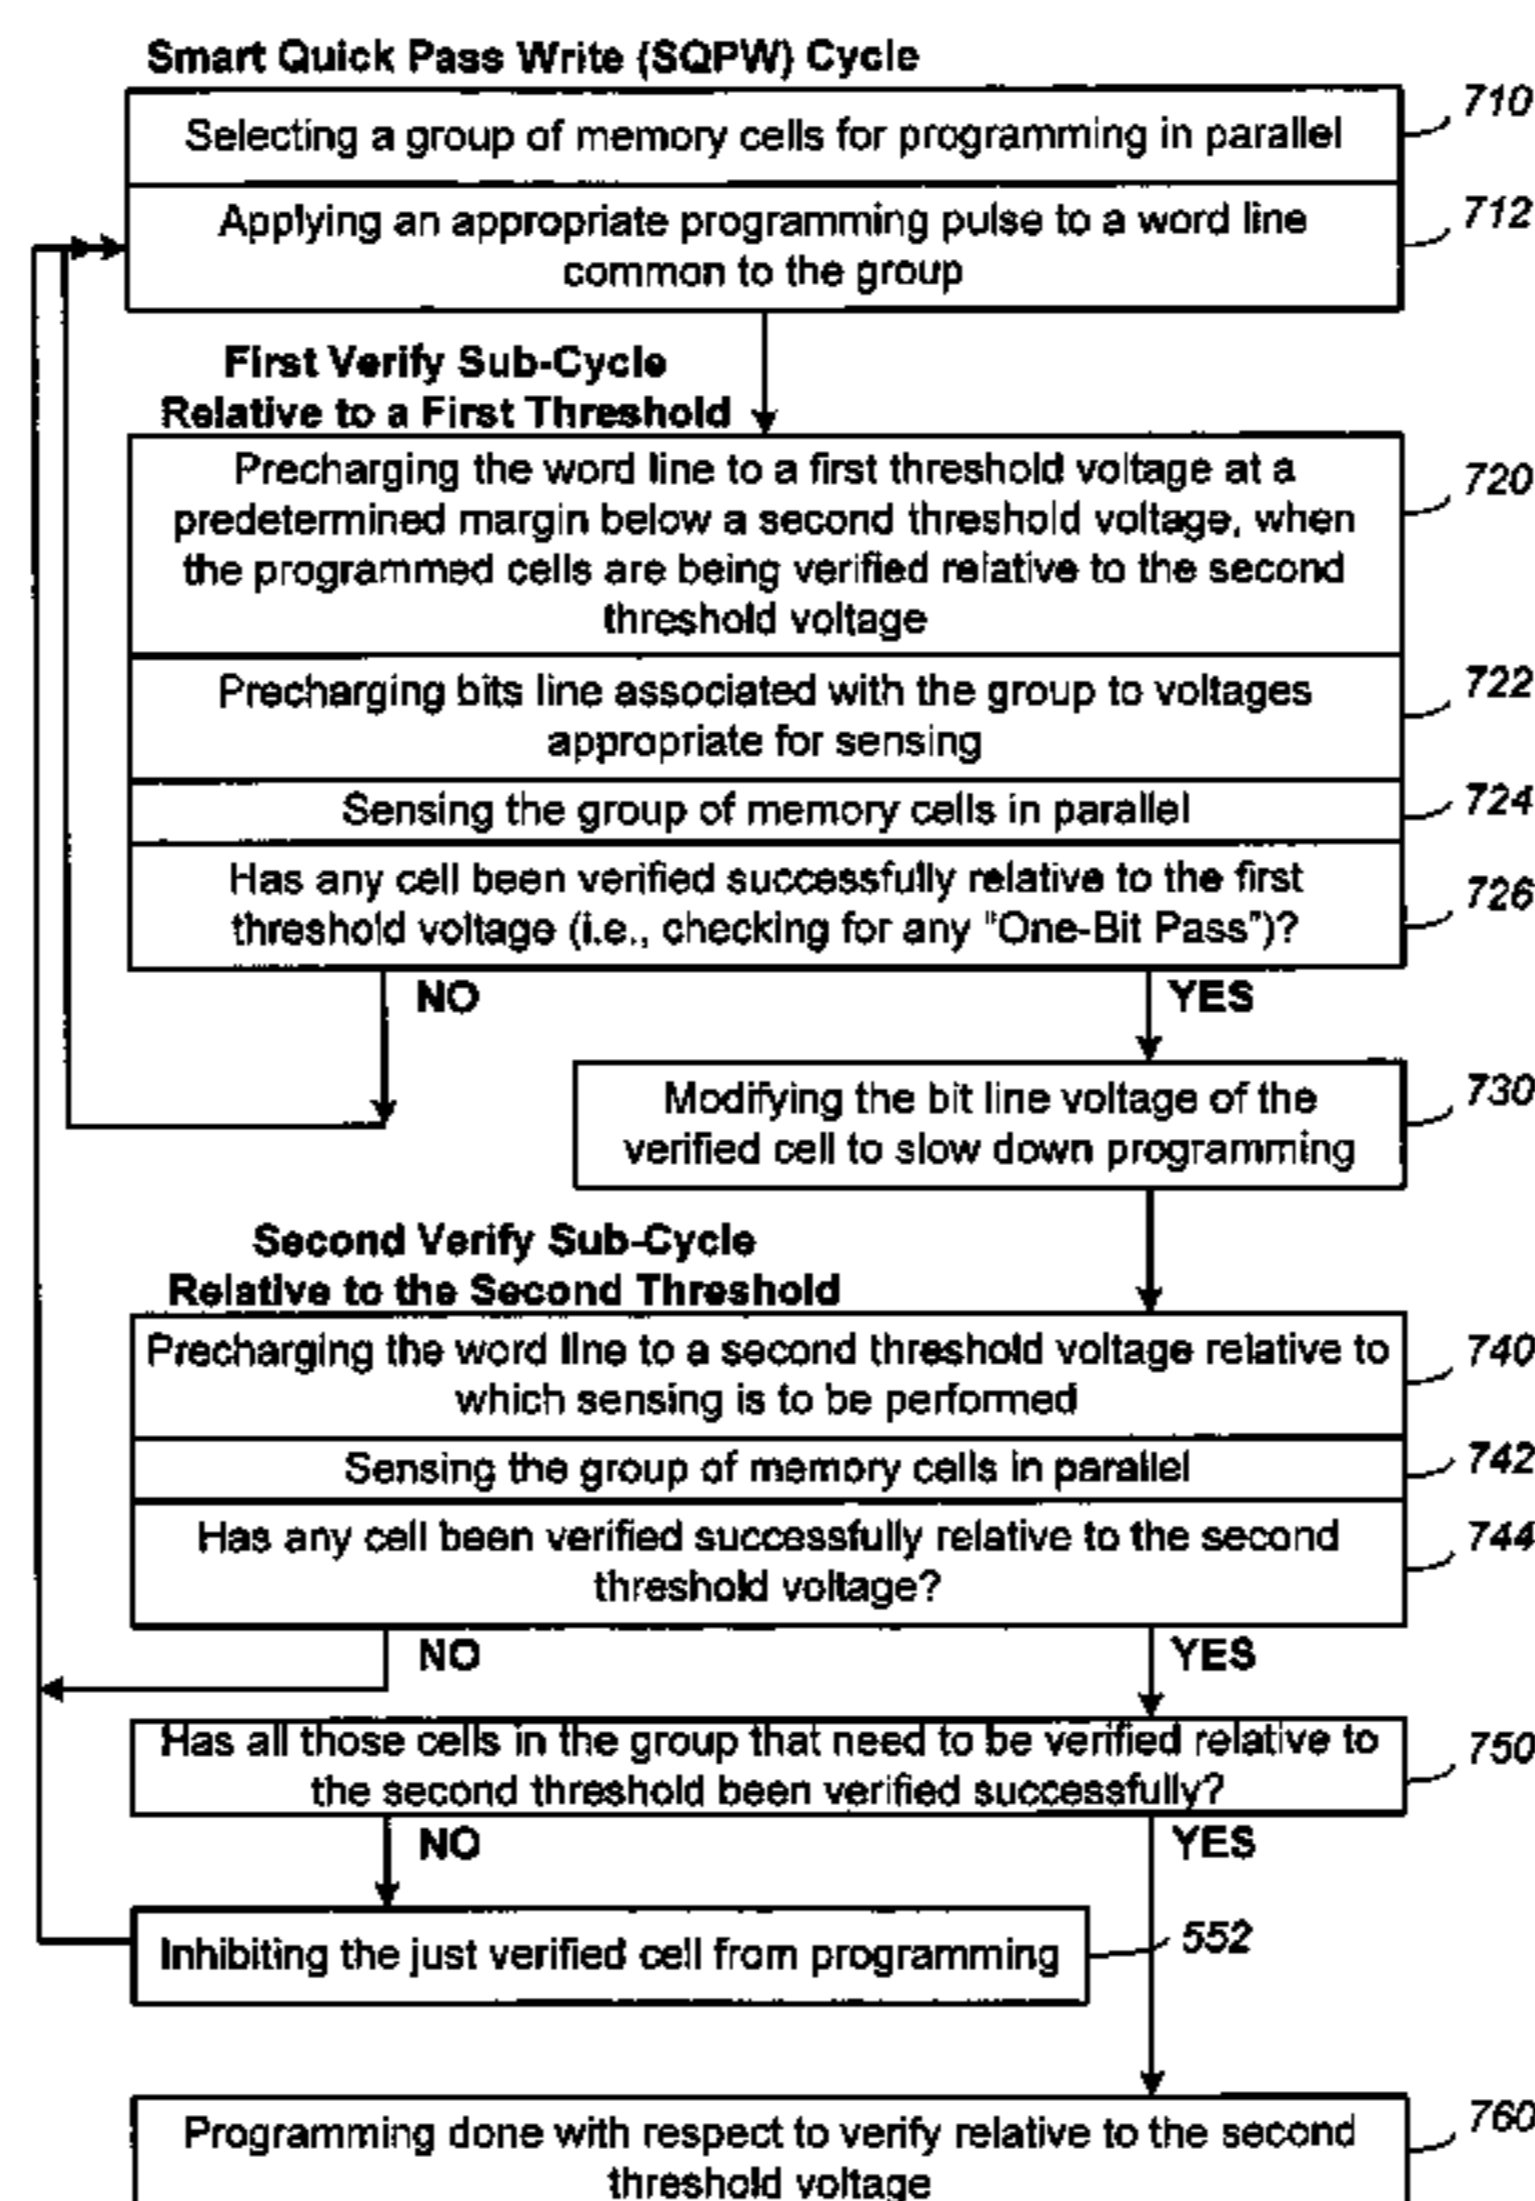 Smart Quick Pass Write (SQPW) Cycle
Selecting a group of memory cells for programming in parallel
710
Applying an appropriate programming pulse to a word line
common to the group
712
First Verify Sub-Cycle
Relative to a First Threshold
Precharging the word line to a first threshold voltage at a
predetermined margin below a second threshold voltage, when
the programmed cells are being verified relative to the second
threshold voltage
720
Precharging bits line associated with the group to voltages
appropriate for sensing
722
Sensing the group of memory cells in parallel
724
Has any cell been verified successfully relative to the first
threshold voltage (i.e., checking for any "One-Bit Pass")?
726
NO
YES
Modifying the bit line voltage of the
verified cell to slow down programming
730
Second Verify Sub-Cycle
Relative to the Second Threshold
Precharging the word line to a second threshold voltage relative to
which sensing is to be performed
740
Sensing the group of memory cells in parallel
742
Has any cell been verified successfully relative to the second
threshold voltage?
744
NO
YES
Has all those cells in the group that need to be verified relative to
the second threshold been verified successfully?
750
NO
YES
Inhibiting the just verified cell from programming
552
Programming done with respect to verify relative to the second
threshold voltage
760